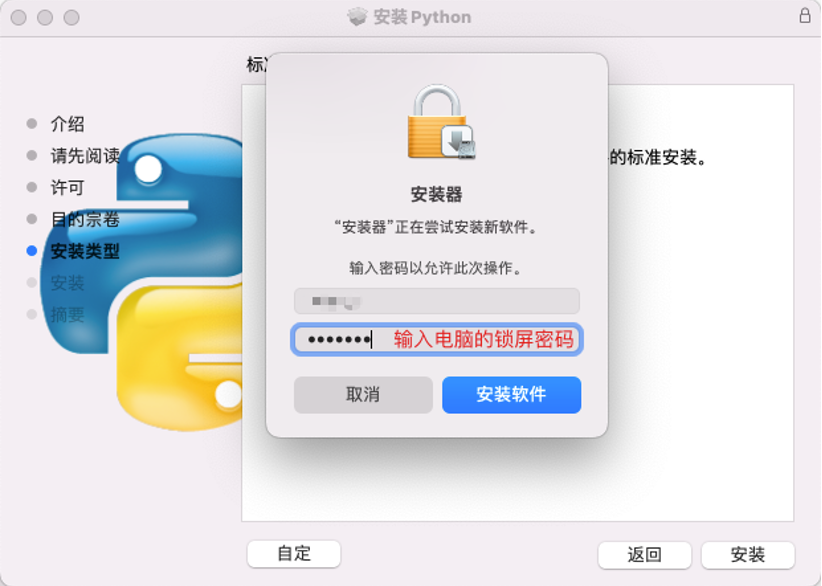 安装 Python
标准
介绍
请先阅读
许可
目的宗卷
安装类型
安装
摘要
的标准安装。
安装器
“安装器”正在尝试安装新软件。
输入密码以允许此次操作。
输入电脑的锁屏密码
取消
安装软件
自定
返回
安装